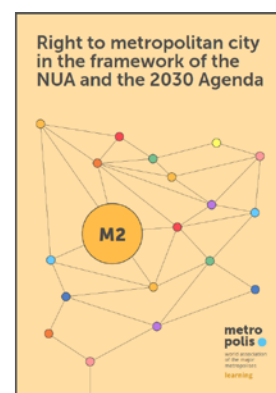 Right to metropolitan city
in the framework of the
NUA and the 2030 Agenda
M2
metro
polis
world association
of the major
metropolises
learning